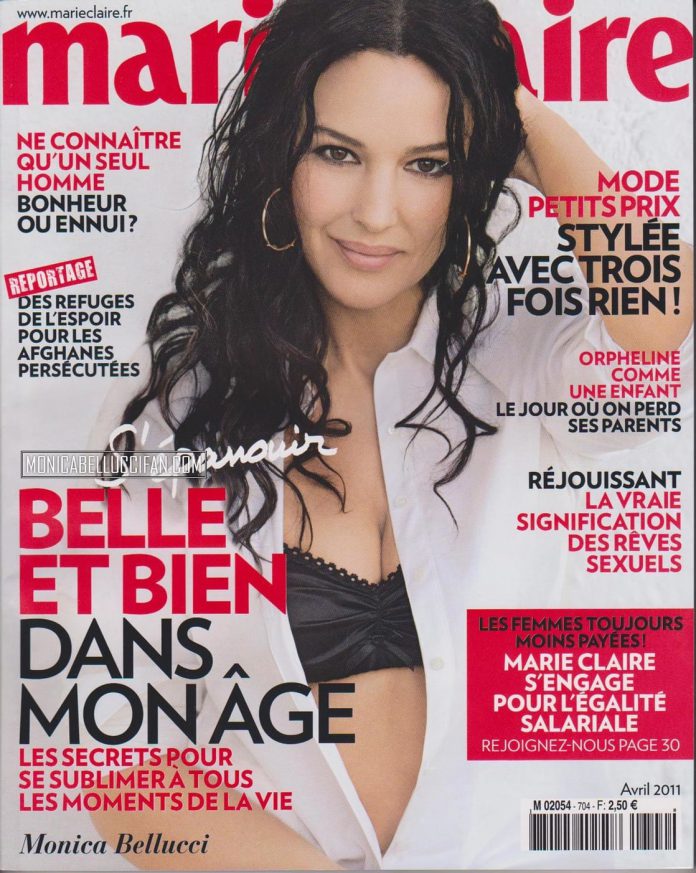 www.marieclaire.fr
marie claire
NE CONNAÎTRE
QU'UN SEUL
HOMME
BONHEUR
OU ENNUI ?
REPORTAGE
DES REFUGES
DE L'ESPOIR
POUR LES
AFGHANES
PERSÉCUTÉES
MODE
PETITS PRIX
STYLÉE
AVEC TROIS
FOIS RIEN !
ORPHELINE
COMME
UNE ENFANT
LE JOUR OÙ ON PERD
SES PARENTS
RÉJOUISSANT
LA VRAIE
SIGNIFICATION
DES RÊVES
SEXUELS
S'épanouir
MONICABELLUSCIFAN.COM
BELLE
ET BIEN
DANS
MON ÂGE
LES SECRETS POUR
SE SUBLIMER À TOUS
LES MOMENTS DE LA VIE
Monica Bellucci
LES FEMMES TOUJOURS
MOINS PAYÉES !
MARIE CLAIRE
S'ENGAGE
POUR L'ÉGALITÉ
SALARIALE
REJOIGNEZ-NOUS PAGE 30
Avril 2011
M 02054 - 704 - F: 2,50 €